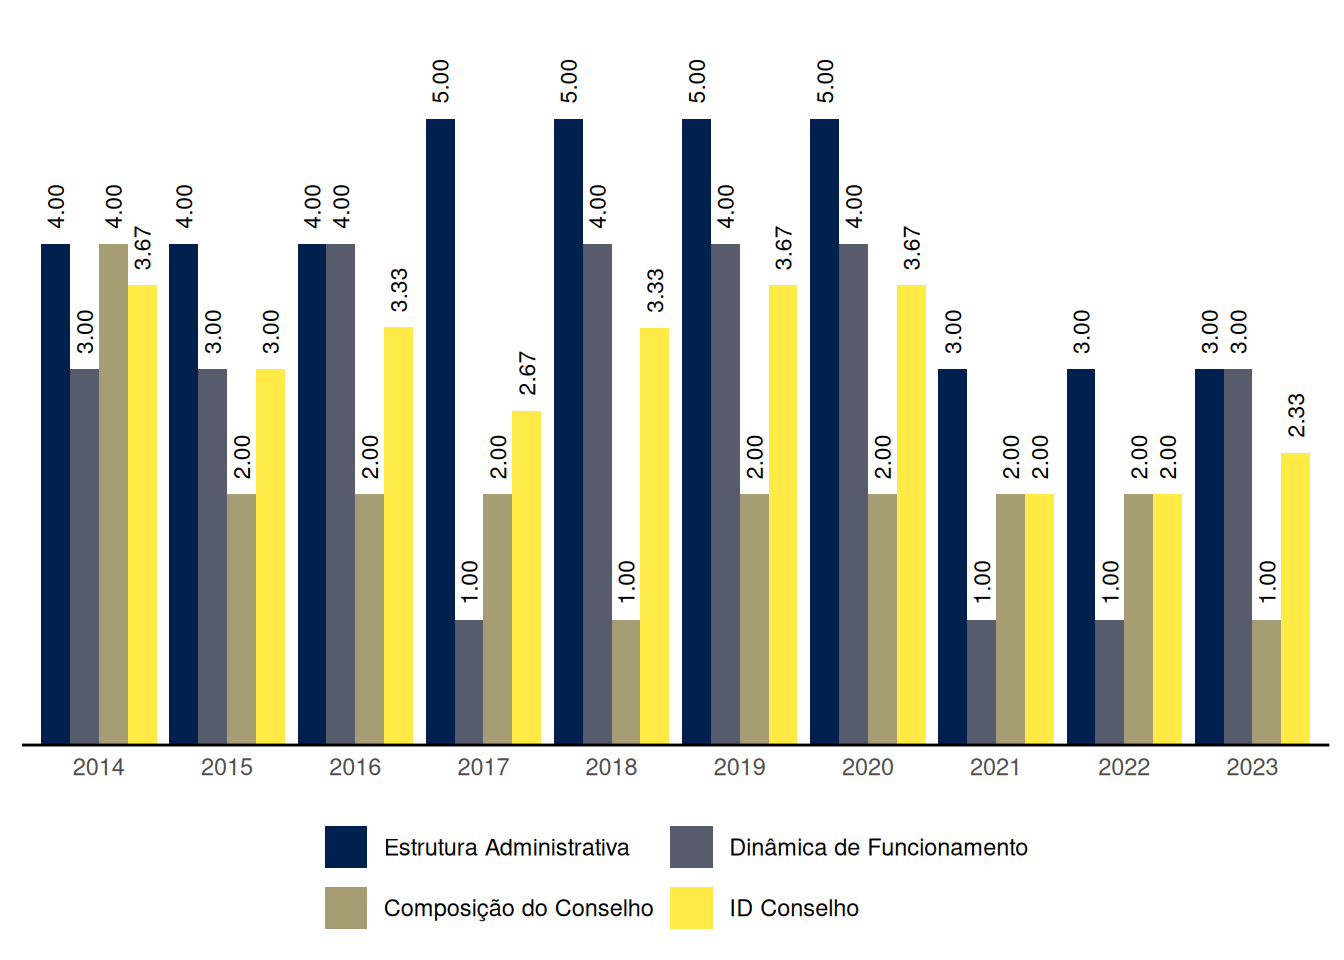 5.00 5.00 5.00 5.00
4.00 4.00 4.00 4.00 4.00 4.00 4.00 4.00
3.67 3.67 3.67
3.33 3.33
3.00 3.00 3.00 3.00 3.00 3.00 3.00
2.67
2.33
2.00 2.00 2.00 2.00 2.00 2.00 2.00 2.00 2.00
1.00 1.00 1.00 1.00 1.00
2014 2015 2016 2017 2018 2019 2020 2021 2022 2023
Estrutura Administrativa Dinâmica de Funcionamento
Composição do Conselho ID Conselho